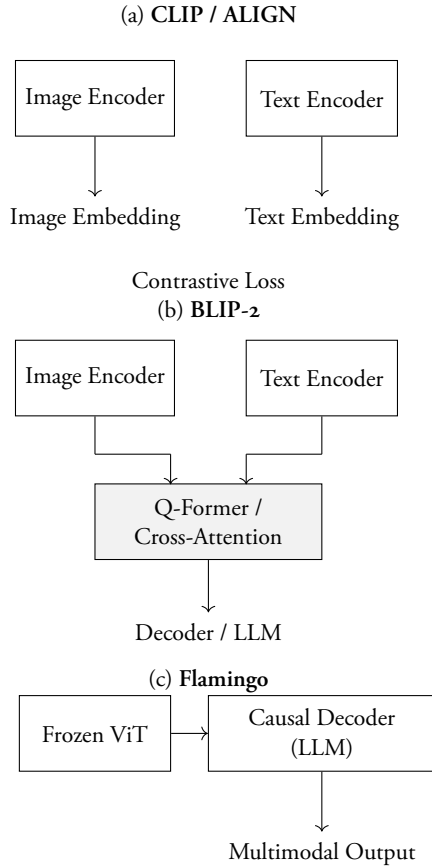 (a) CLIP / ALIGN
Image Encoder
Text Encoder
Image Embedding
Text Embedding
Contrastive Loss
(b) BLIP-2
Image Encoder
Text Encoder
Q-Former /
Cross-Attention
Decoder / LLM
(c) Flamingo
Frozen ViT
Causal Decoder
(LLM)
Multimodal Output